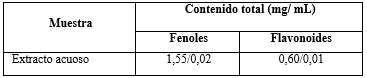 Muestra
Contenido total (mg/ mL)
Fenoles Flavonoides
Extracto acuoso 1,55/0,02 0,60/0,01